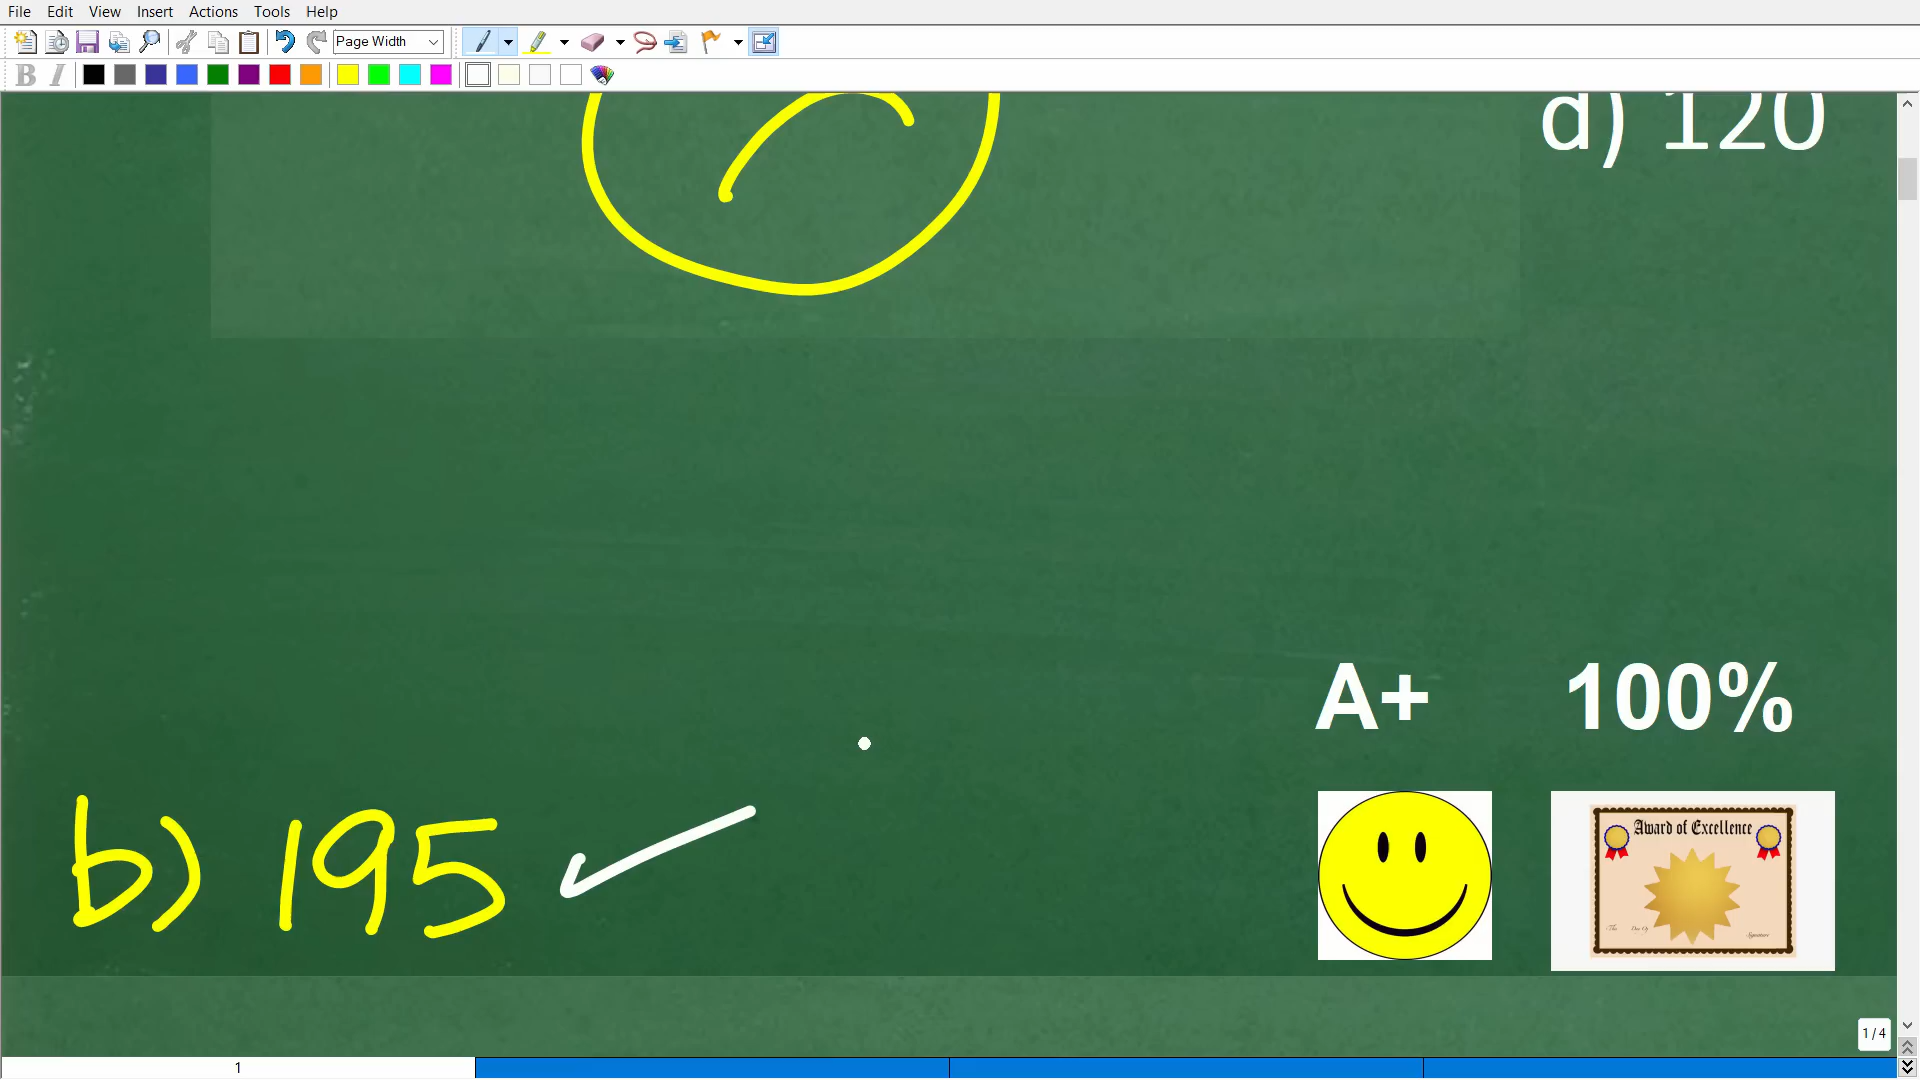 File Edit View Insert Actions Tools Help
Page Width
B I
d) 120
A+ 100%
b) 195
Award of Excellence
1 / 4
1